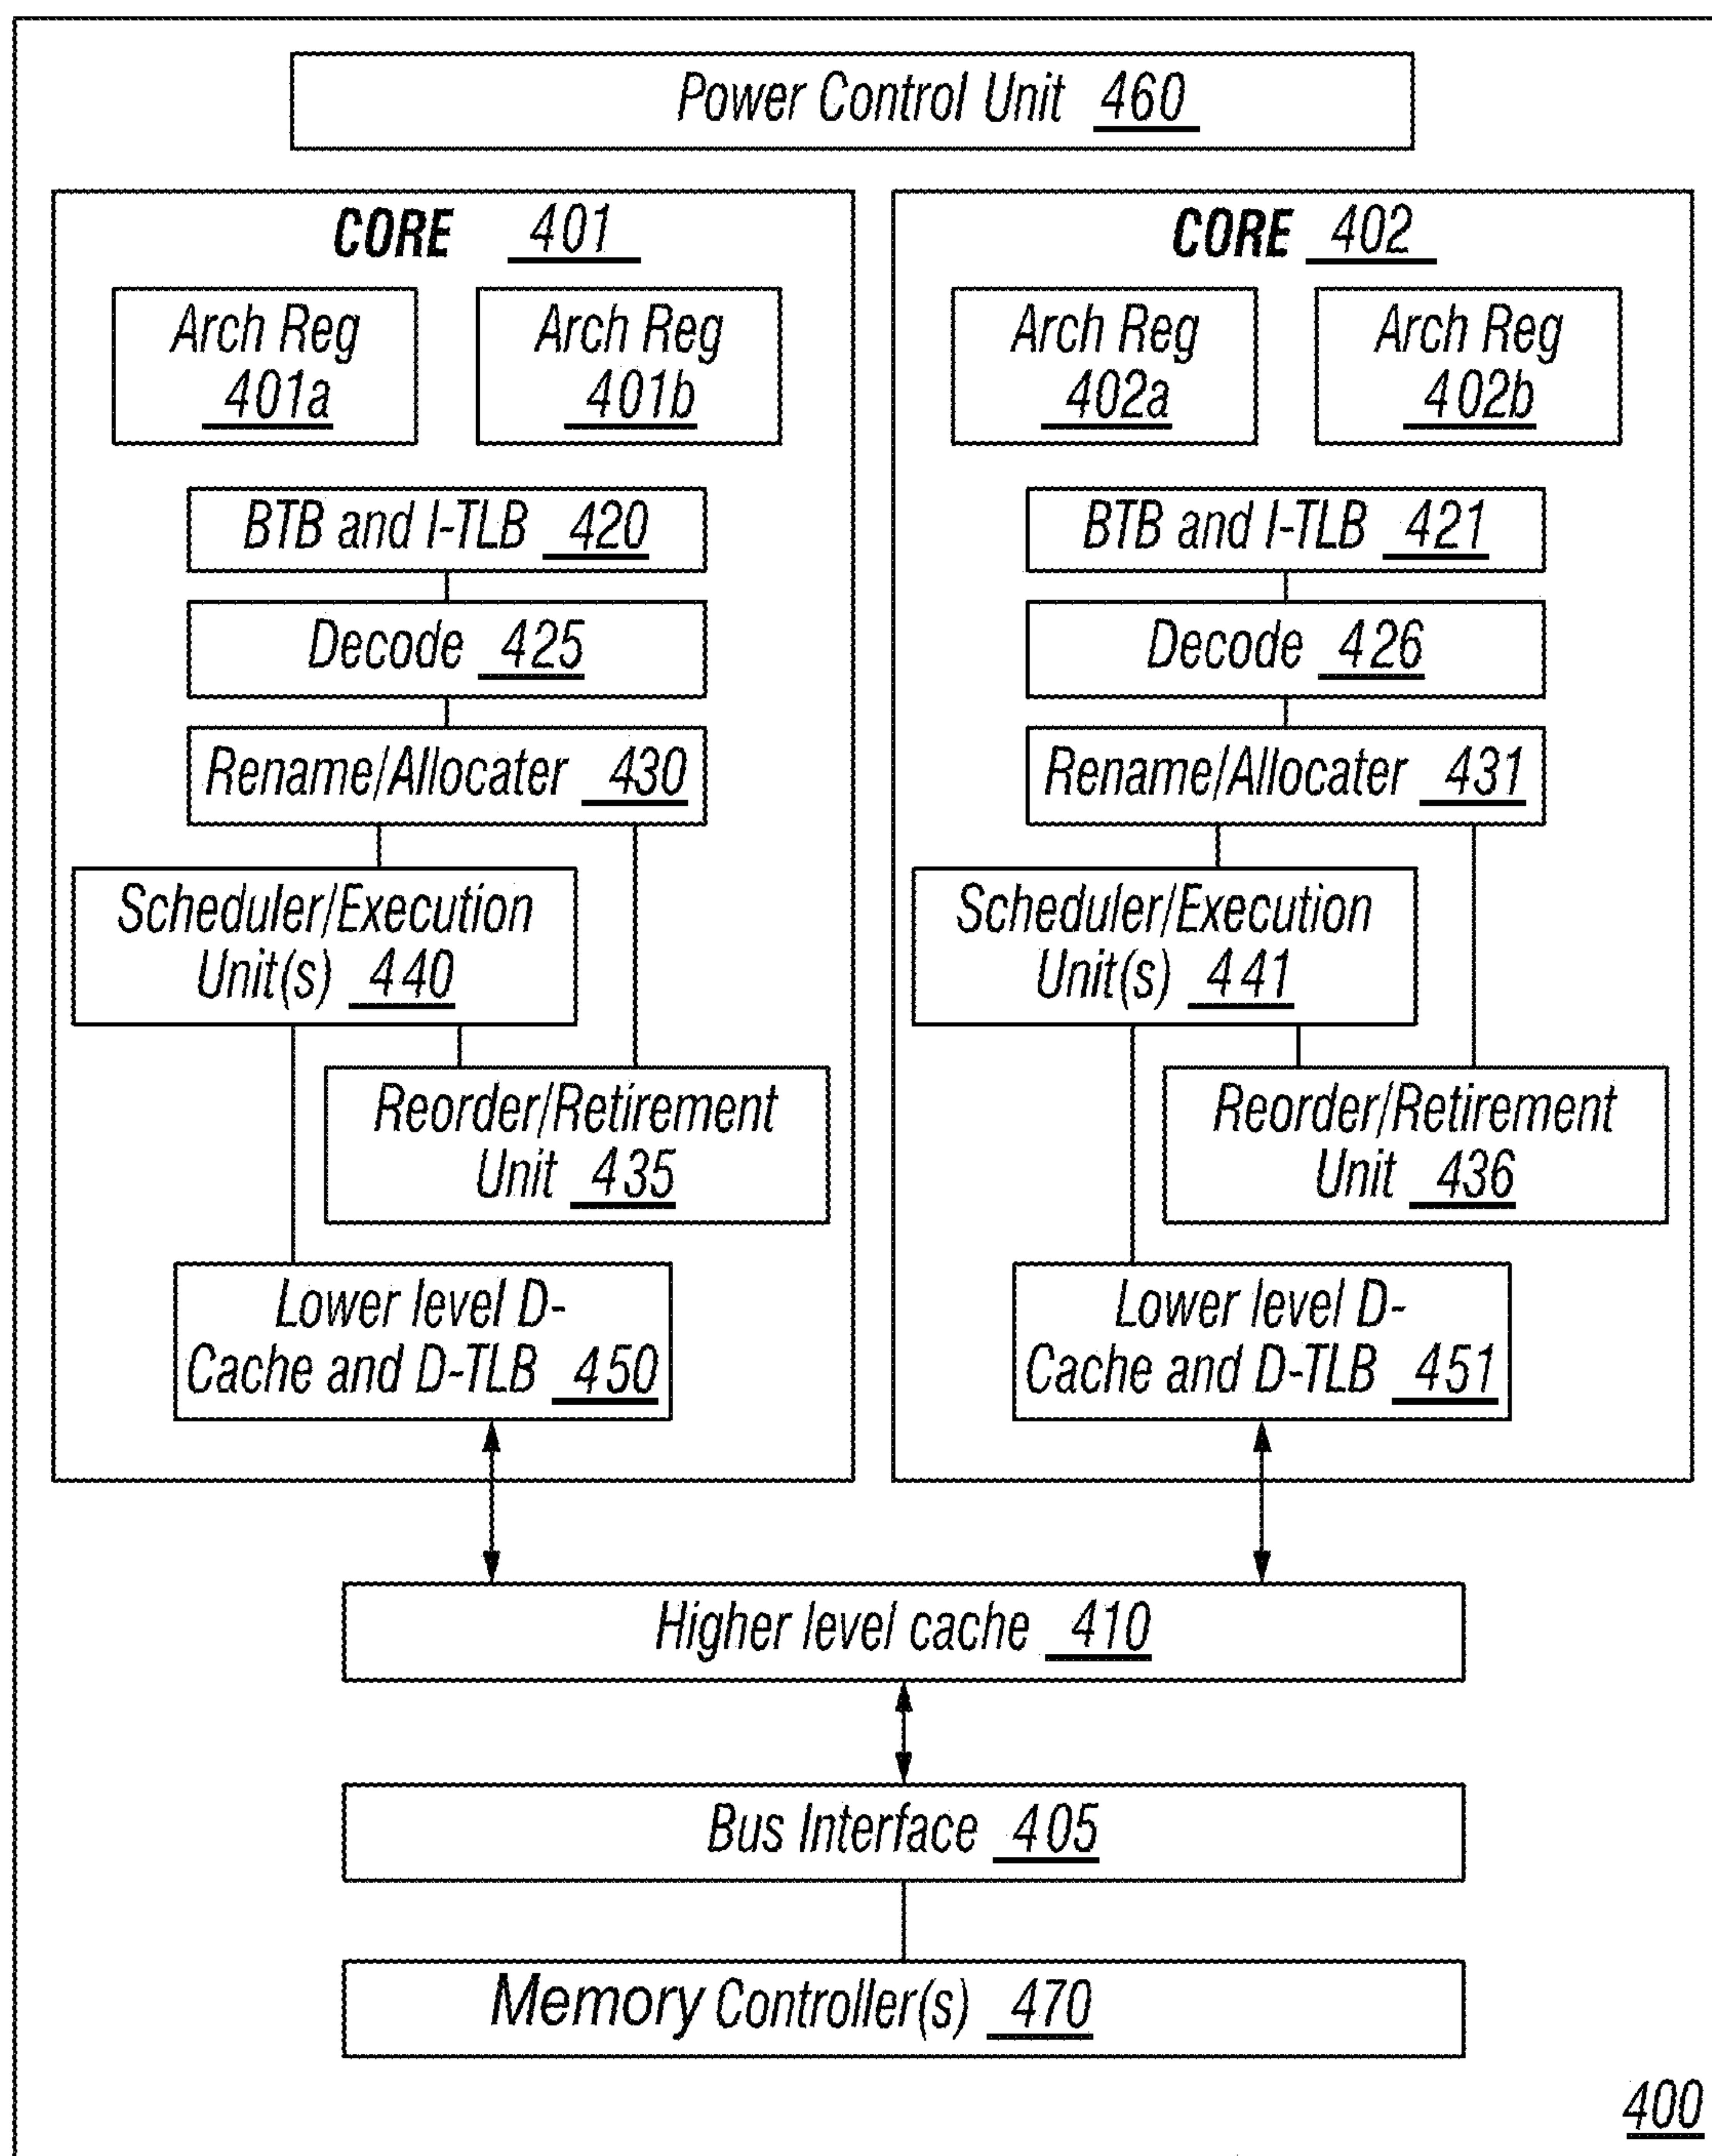 Power Control Unit 460
CORE 401
Arch Reg
401a
Arch Reg
401b
BTB and I-TLB 420
Decode 425
Rename/Allocater 430
Scheduler/Execution
Unit(s) 440
Reorder/Retirement
Unit 435
Lower level D-
Cache and D-TLB 450
CORE 402
Arch Reg
402a
Arch Reg
402b
BTB and I-TLB 421
Decode 426
Rename/Allocater 431
Scheduler/Execution
Unit(s) 441
Reorder/Retirement
Unit 436
Lower level D-
Cache and D-TLB 451
Higher level cache 410
Bus Interface 405
Memory Controller(s) 470
400